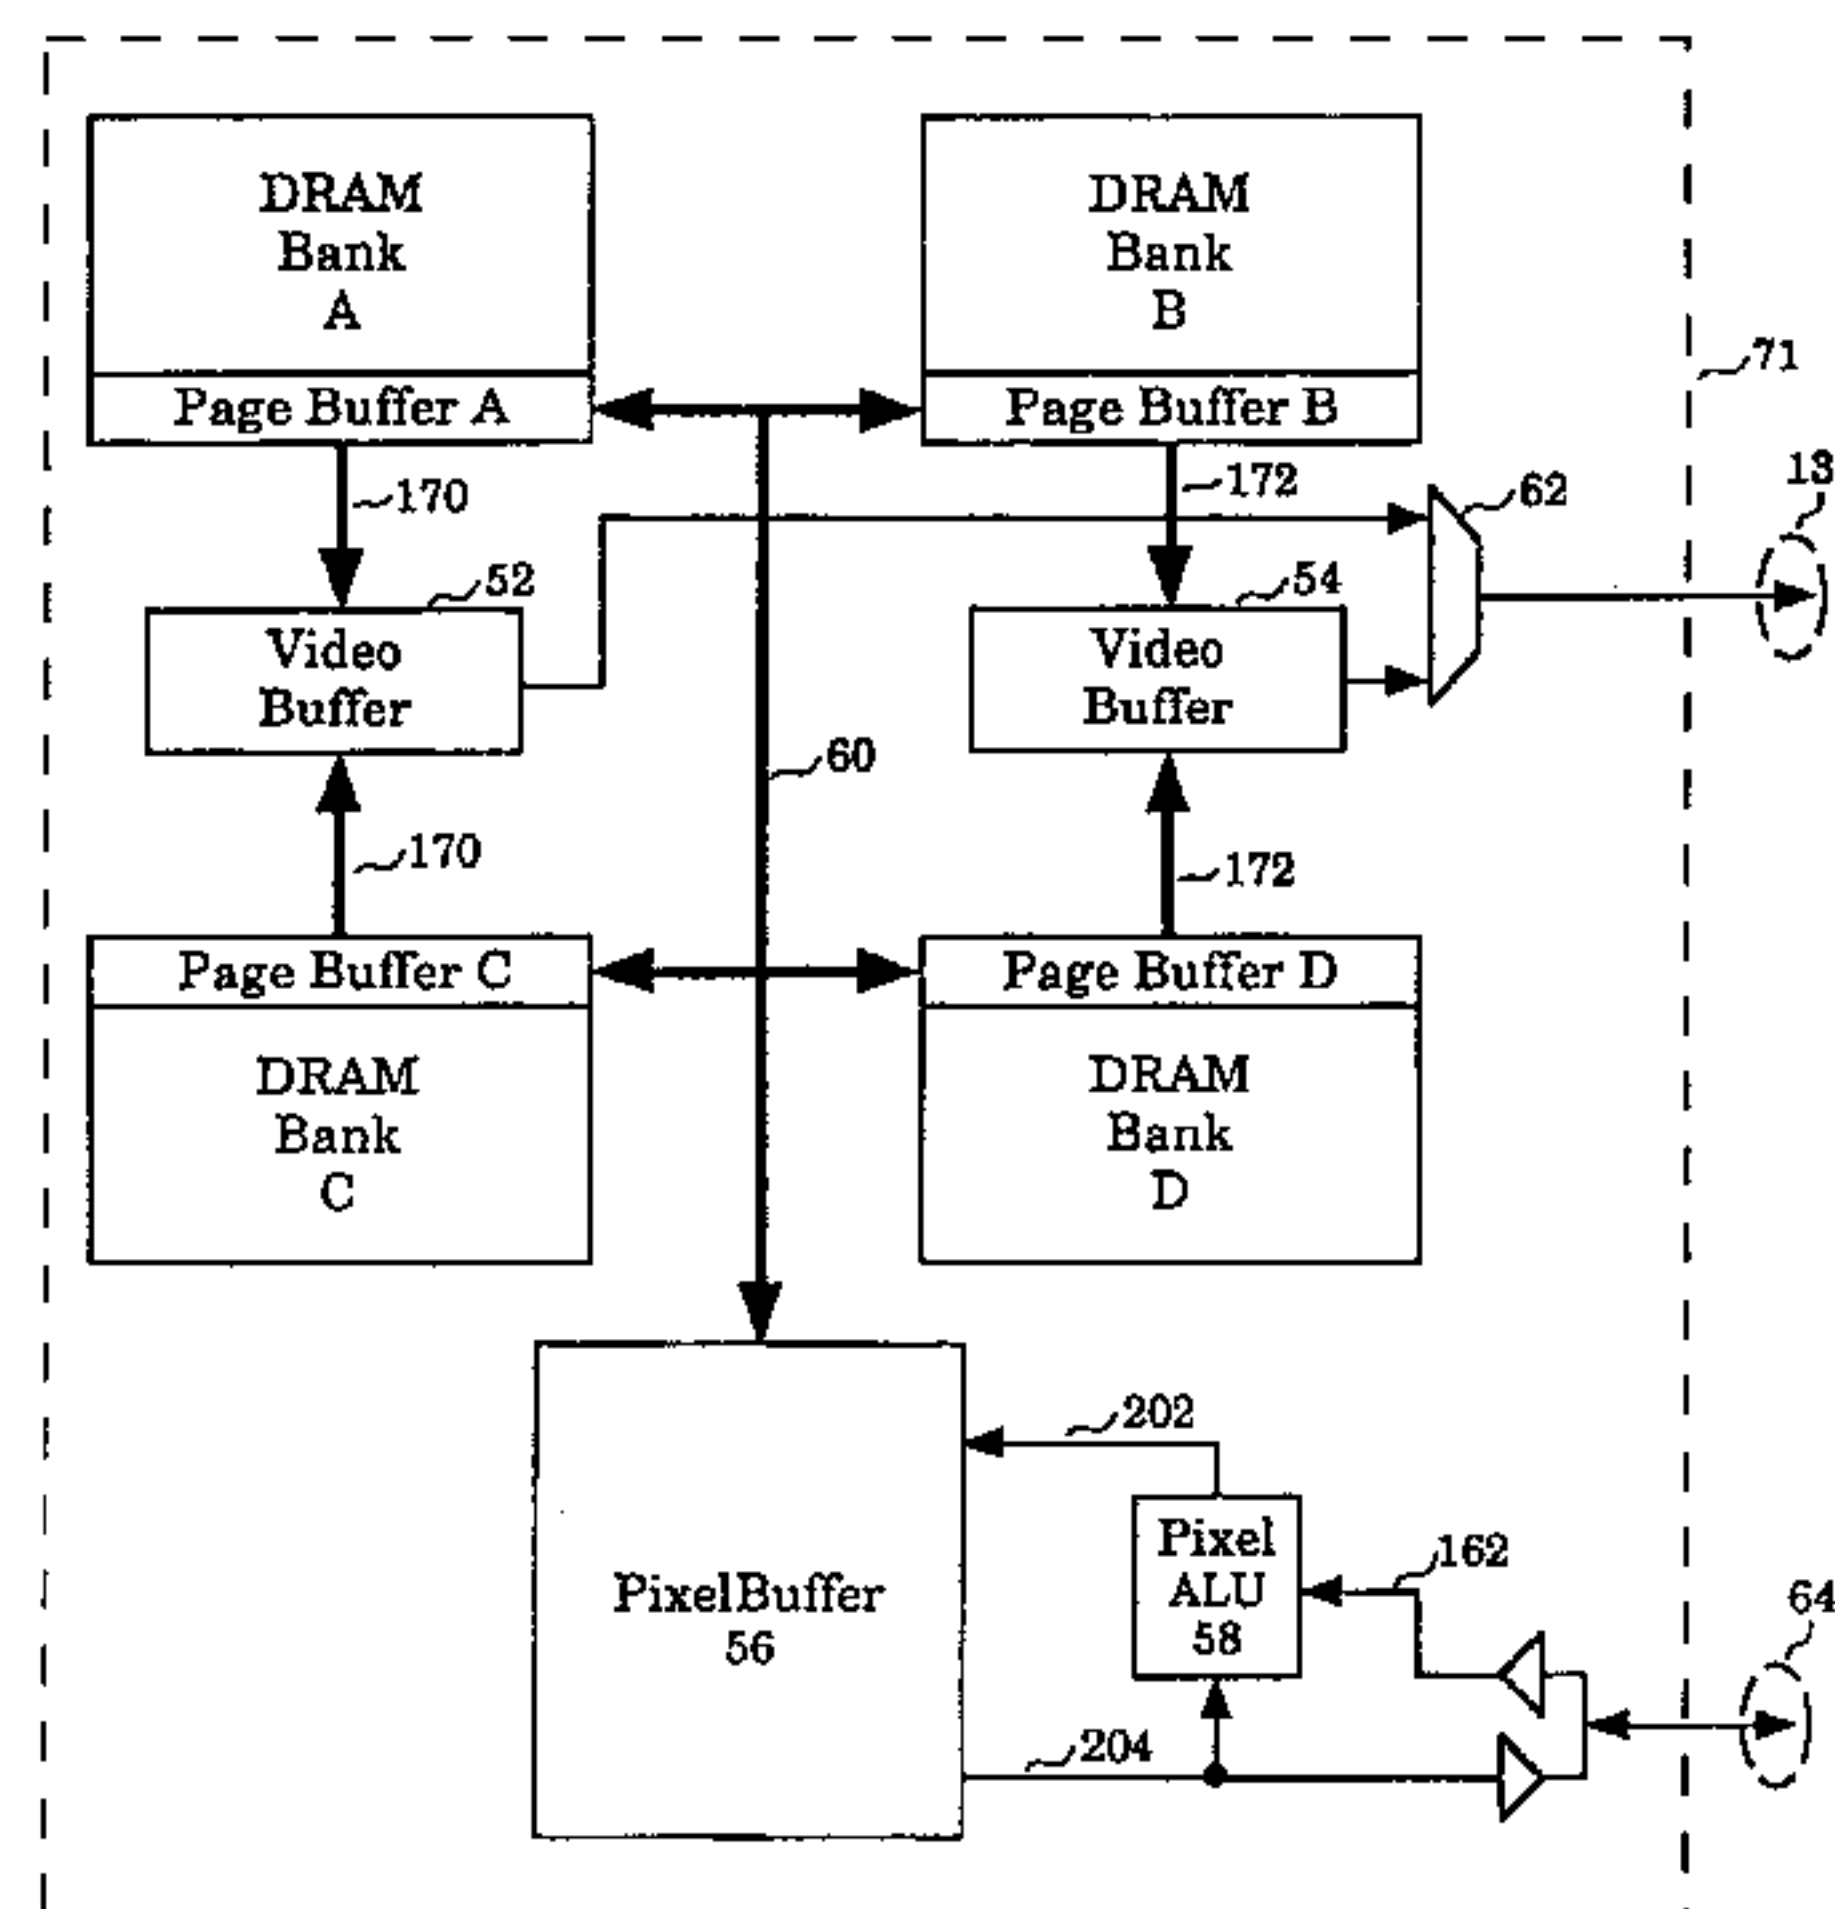 DRAM
Bank
A
Page Buffer A
DRAM
Bank
B
Page Buffer B
71
13
170
172
62
52
Video
Buffer
54
Video
Buffer
60
170
172
Page Buffer C
DRAM
Bank
C
Page Buffer D
DRAM
Bank
D
202
PixelBuffer
56
Pixel
ALU
58
162
64
204